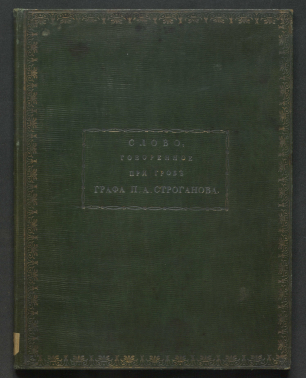 СЛОВО,
ГОВОРЕННОЕ
ПРИ ГРОБѢ
ГРАФА П. А. СТРОГАНОВА.